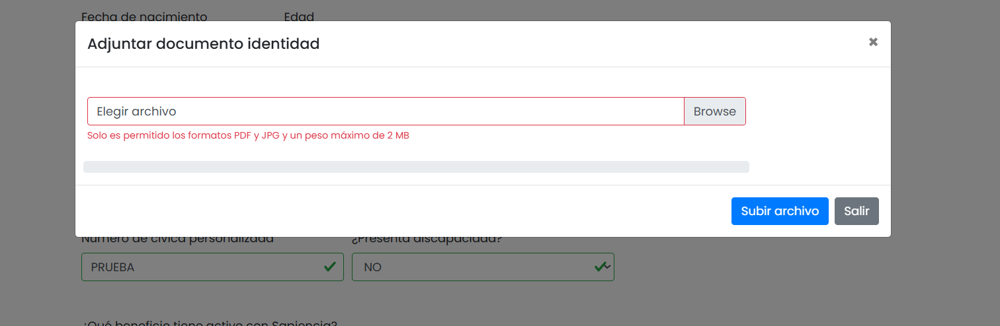 Fecha de nacimiento Edad
Adjuntar documento identidad ×
Elegir archivo Browse
Solo es permitido los formatos PDF y JPG y un peso máximo de 2 MB
Subir archivo Salir
Número de cívica personalizada ¿Presenta discapacidad?
PRUEBA NO
¿Qué beneficio tiene activo con Sapiencia?